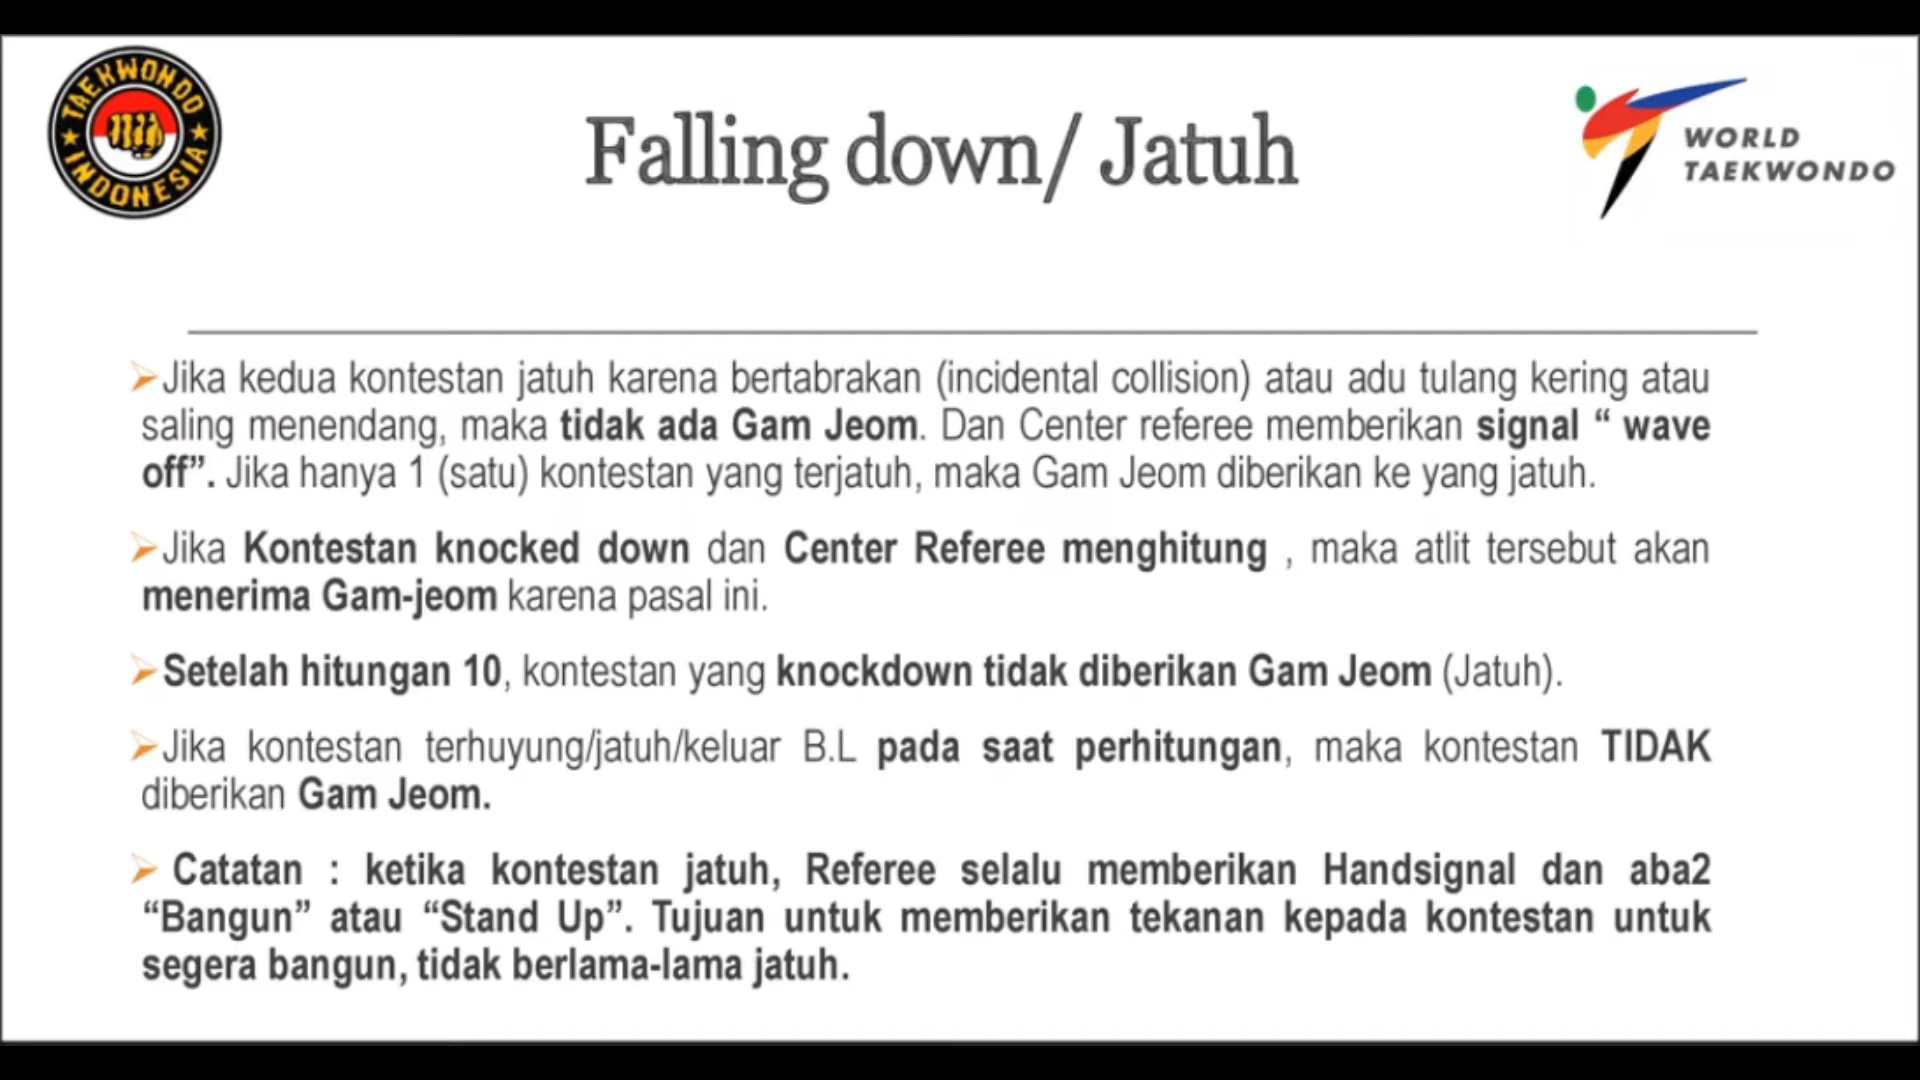 TAEKWONDO
INDONESIA
Falling down/ Jatuh
WORLD
TAEKWONDO
➢Jika kedua kontestan jatuh karena bertabrakan (incidental collision) atau adu tulang kering atau
saling menendang, maka tidak ada Gam Jeom. Dan Center referee memberikan signal “ wave
off”. Jika hanya 1 (satu) kontestan yang terjatuh, maka Gam Jeom diberikan ke yang jatuh.
➢Jika Kontestan knocked down dan Center Referee menghitung , maka atlit tersebut akan
menerima Gam-jeom karena pasal ini.
➢Setelah hitungan 10, kontestan yang knockdown tidak diberikan Gam Jeom (Jatuh).
➢Jika kontestan terhuyung/jatuh/keluar B.L pada saat perhitungan, maka kontestan TIDAK
diberikan Gam Jeom.
➢ Catatan : ketika kontestan jatuh, Referee selalu memberikan Handsignal dan aba2
“Bangun” atau “Stand Up”. Tujuan untuk memberikan tekanan kepada kontestan untuk
segera bangun, tidak berlama-lama jatuh.